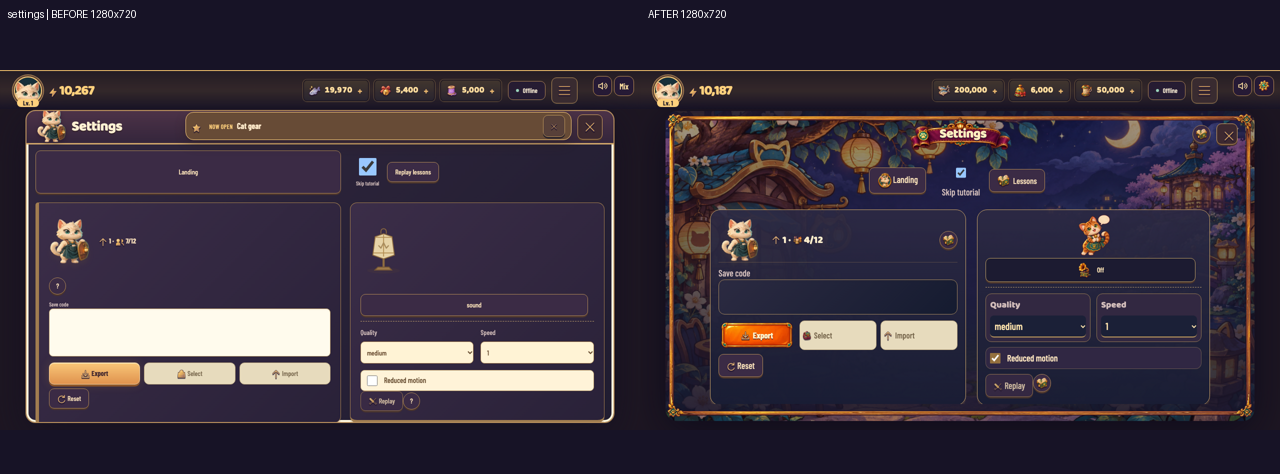 settings | BEFORE 1280x720
AFTER 1280x720
Lv. 1
10,267
19,970 +
5,400 +
5,000 +
Offline
Mix
Settings
NOW OPEN Cat gear
Landing
Skip tutorial
Replay lessons
1 · 7/12
?
Save code
Export
Select
Import
Reset
sound
Quality
Speed
medium
1
Reduced motion
Replay
?
Lv. 1
10,187
200,000 +
6,000 +
50,000 +
Offline
Settings
Landing
Skip tutorial
Lessons
1 · 4/12
Save code
Export
Select
Import
Reset
Off
Quality
Speed
medium
1
Reduced motion
Replay